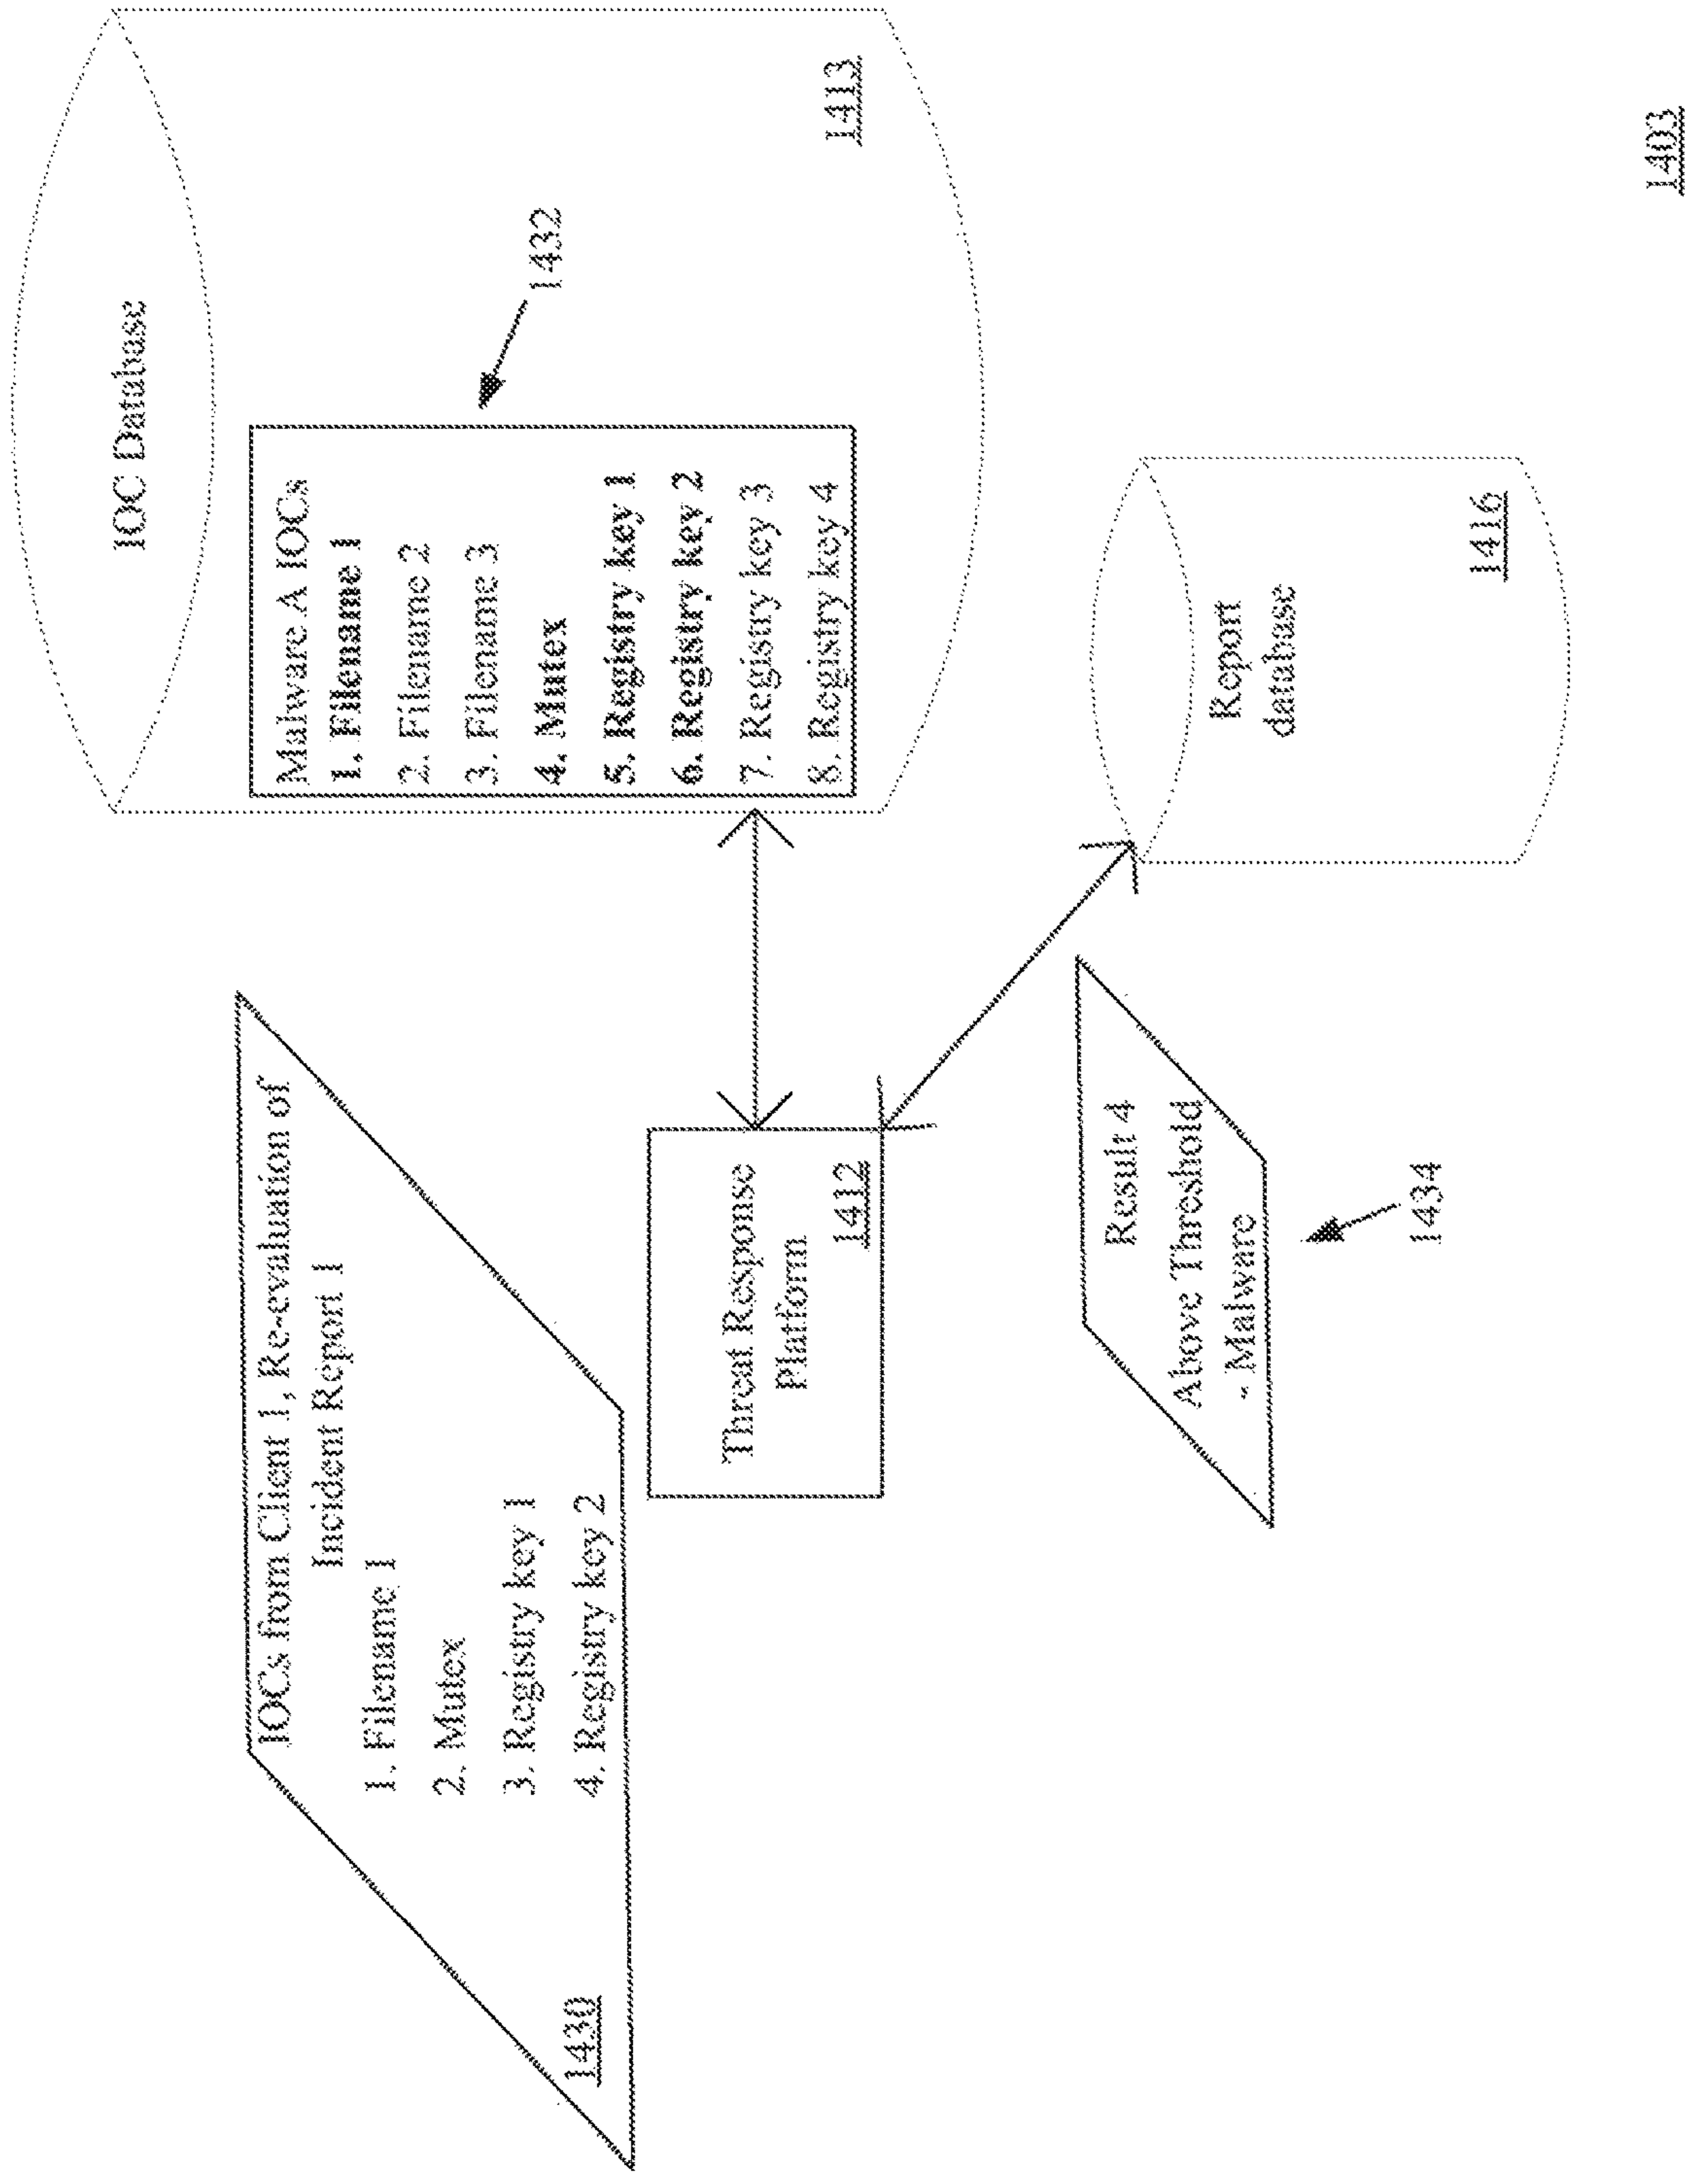 IOCs from Client 1, Re-evaluation of
Incident Report 1
1. Filename 1
2. Mutex
3. Registry key 1
4. Registry key 2
1430
IOC Database
Malware A IOCs
1. Filename 1
2. Filename 2
3. Filename 3
4. Mutex
5. Registry key 1
6. Registry key 2
7. Registry key 3
8. Registry key 4
1432
1413
Threat Response
Platform
1412
Result 4
Above Threshold
- Malware
1434
Report
database
1416
1403